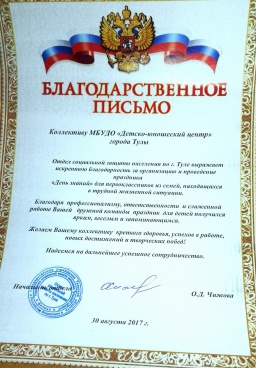 БЛАГОДАРСТВЕННОЕ
ПИСЬМО
Коллективу МБУДО «Детско-юношеский центр»
города Тулы
Отдел социальной защиты населения по г. Туле выражает
искреннюю благодарность за организацию и проведение
праздника
«День знаний» для первоклассников из семей, находящихся
в трудной жизненной ситуации.
Благодаря профессионализму, ответственности и слаженной
работе Вашей дружной команды праздник для детей получился
ярким, веселым и запоминающимся.
Желаем Вашему коллективу крепкого здоровья, успехов в работе,
новых достижений и творческих побед!
Надеемся на дальнейшее успешное сотрудничество.
Начальник отдела
О.Д. Чижова
30 августа 2017 г.